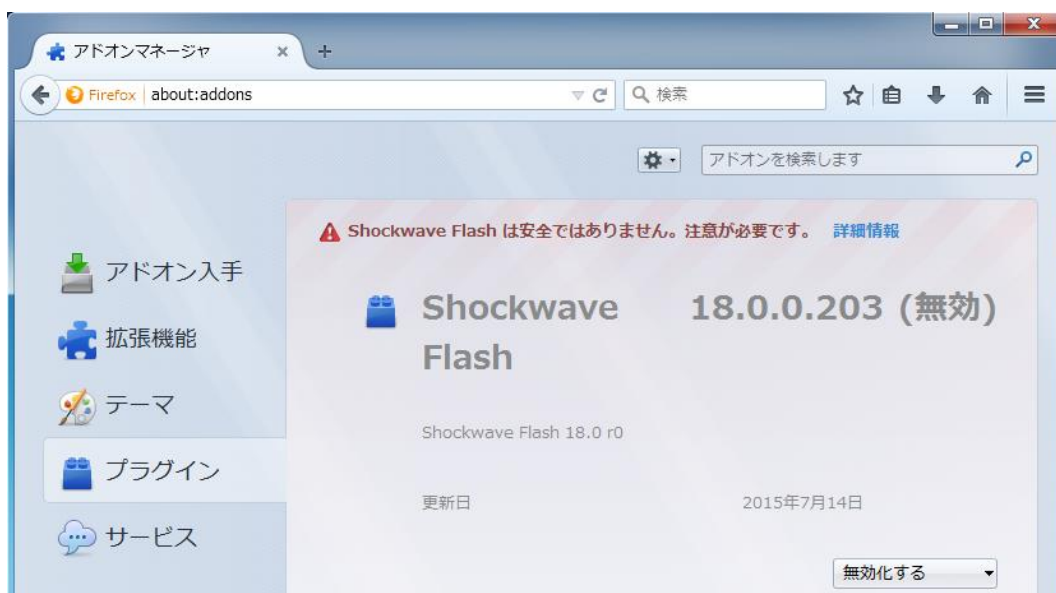 アドオンマネージャ
Firefox about:addons
検索
アドオンを検索します
Shockwave Flash は安全ではありません。注意が必要です。 詳細情報
アドオン入手
拡張機能
テーマ
プラグイン
サービス
Shockwave 18.0.0.203 (無効)
Flash
Shockwave Flash 18.0 r0
更新日 2015年7月14日
無効化する